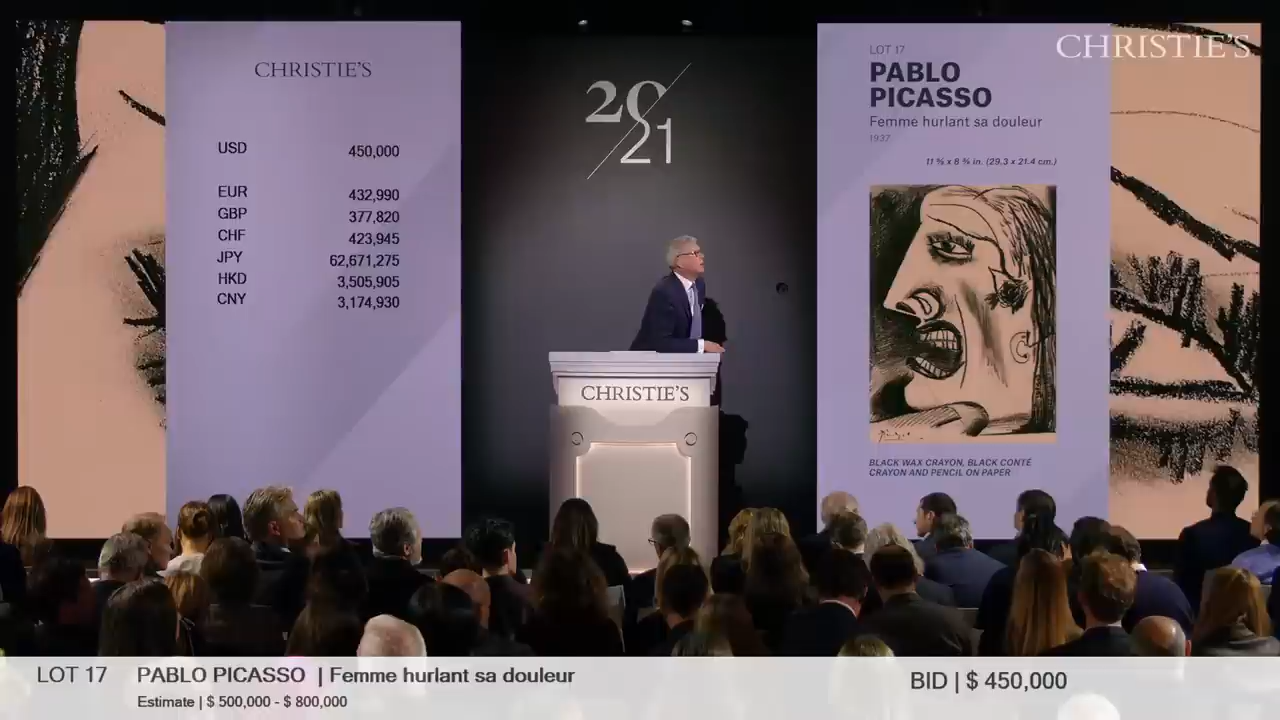 CHRISTIE'S
USD 450,000
EUR 432,990
GBP 377,820
CHF 423,945
JPY 62,671,275
HKD 3,505,905
CNY 3,174,930
20
21
CHRISTIE'S
CHRISTIE'S
LOT 17
PABLO
PICASSO
Femme hurlant sa douleur
1937
11 ⅝ x 8 ⅜ in. (29.3 x 21.4 cm.)
Picasso
BLACK WAX CRAYON, BLACK CONTÉ
CRAYON AND PENCIL ON PAPER
LOT 17 PABLO PICASSO | Femme hurlant sa douleur
Estimate | $ 500,000 - $ 800,000
BID | $ 450,000